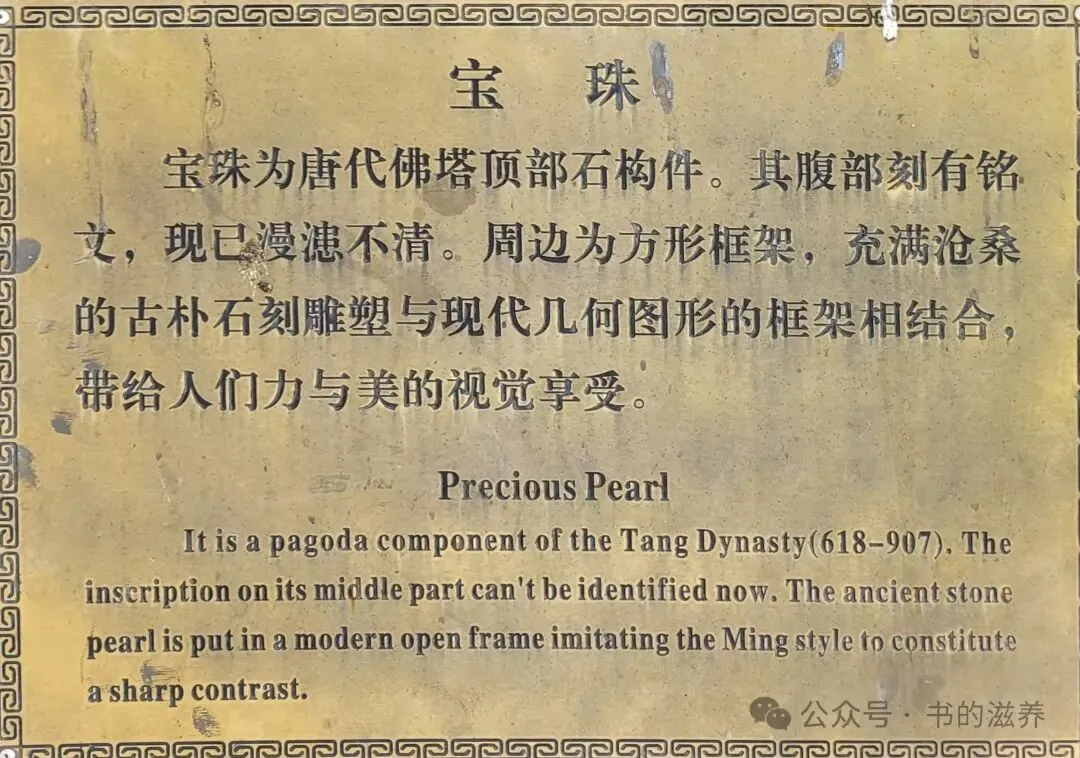 宝 珠
宝珠为唐代佛塔顶部石构件。其腹部刻有铭
文，现已漫漶不清。周边为方形框架，充满沧桑
的古朴石刻雕塑与现代几何图形的框架相结合，
带给人们力与美的视觉享受。
Precious Pearl
It is a pagoda component of the Tang Dynasty(618-907). The
inscription on its middle part can't be identified now. The ancient stone
pearl is put in a modern open frame imitating the Ming style to constitute
a sharp contrast.
公众号 · 书的滋养